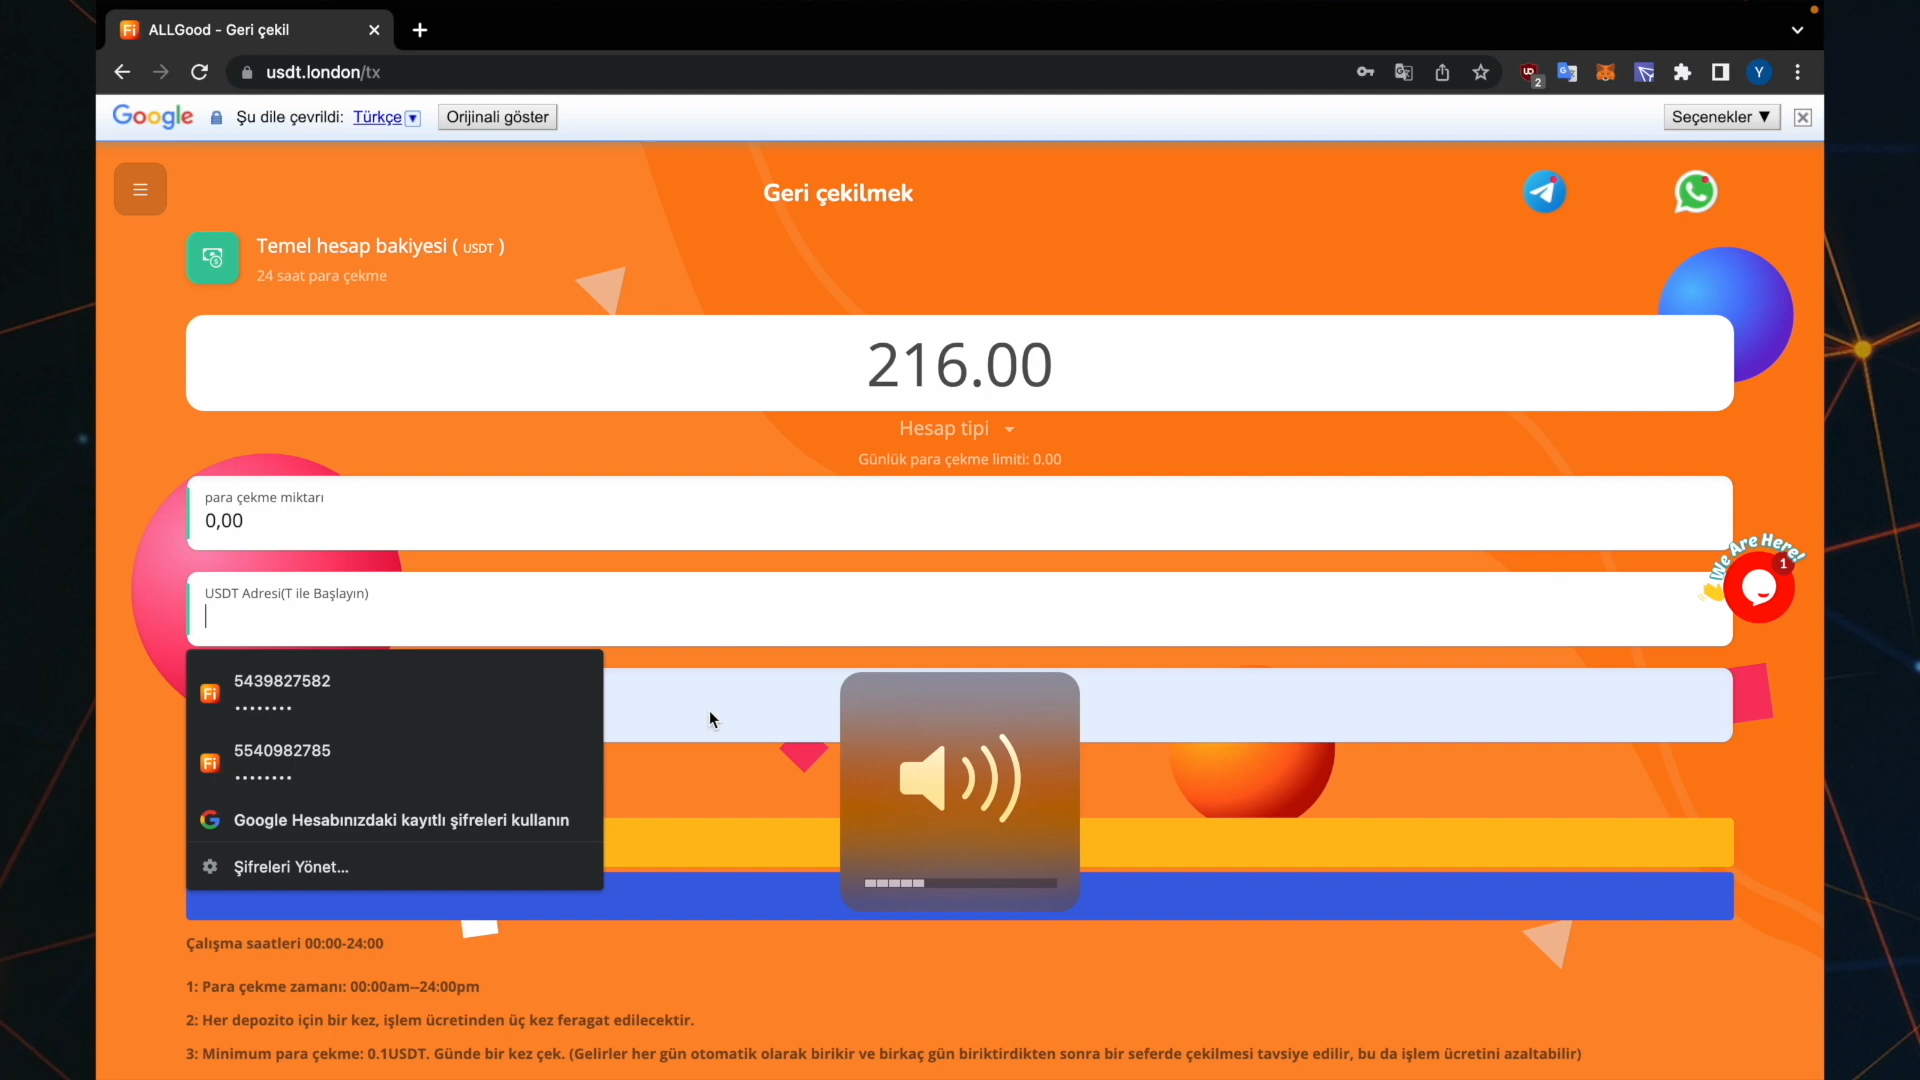 ALLGood - Geri çekil
usdt.london/tx
2
Y
Google
Şu dile çevrildi: Türkçe
Orijinali göster
Seçenekler ▼
Geri çekilmek
Temel hesap bakiyesi ( USDT )
24 saat para çekme
216.00
Hesap tipi
Günlük para çekme limiti: 0.00
para çekme miktarı
0,00
We Are Here!
1
USDT Adresi(T ile Başlayın)
Fi
5439827582
••••••••
Fi
5540982785
••••••••
Google Hesabınızdaki kayıtlı şifreleri kullanın
Şifreleri Yönet...
Çalışma saatleri 00:00-24:00
1: Para çekme zamanı: 00:00am--24:00pm
2: Her depozito için bir kez, işlem ücretinden üç kez feragat edilecektir.
3: Minimum para çekme: 0.1USDT. Günde bir kez çek. (Gelirler her gün otomatik olarak birikir ve birkaç gün biriktirdikten sonra bir seferde çekilmesi tavsiye edilir, bu da işlem ücretini azaltabilir)